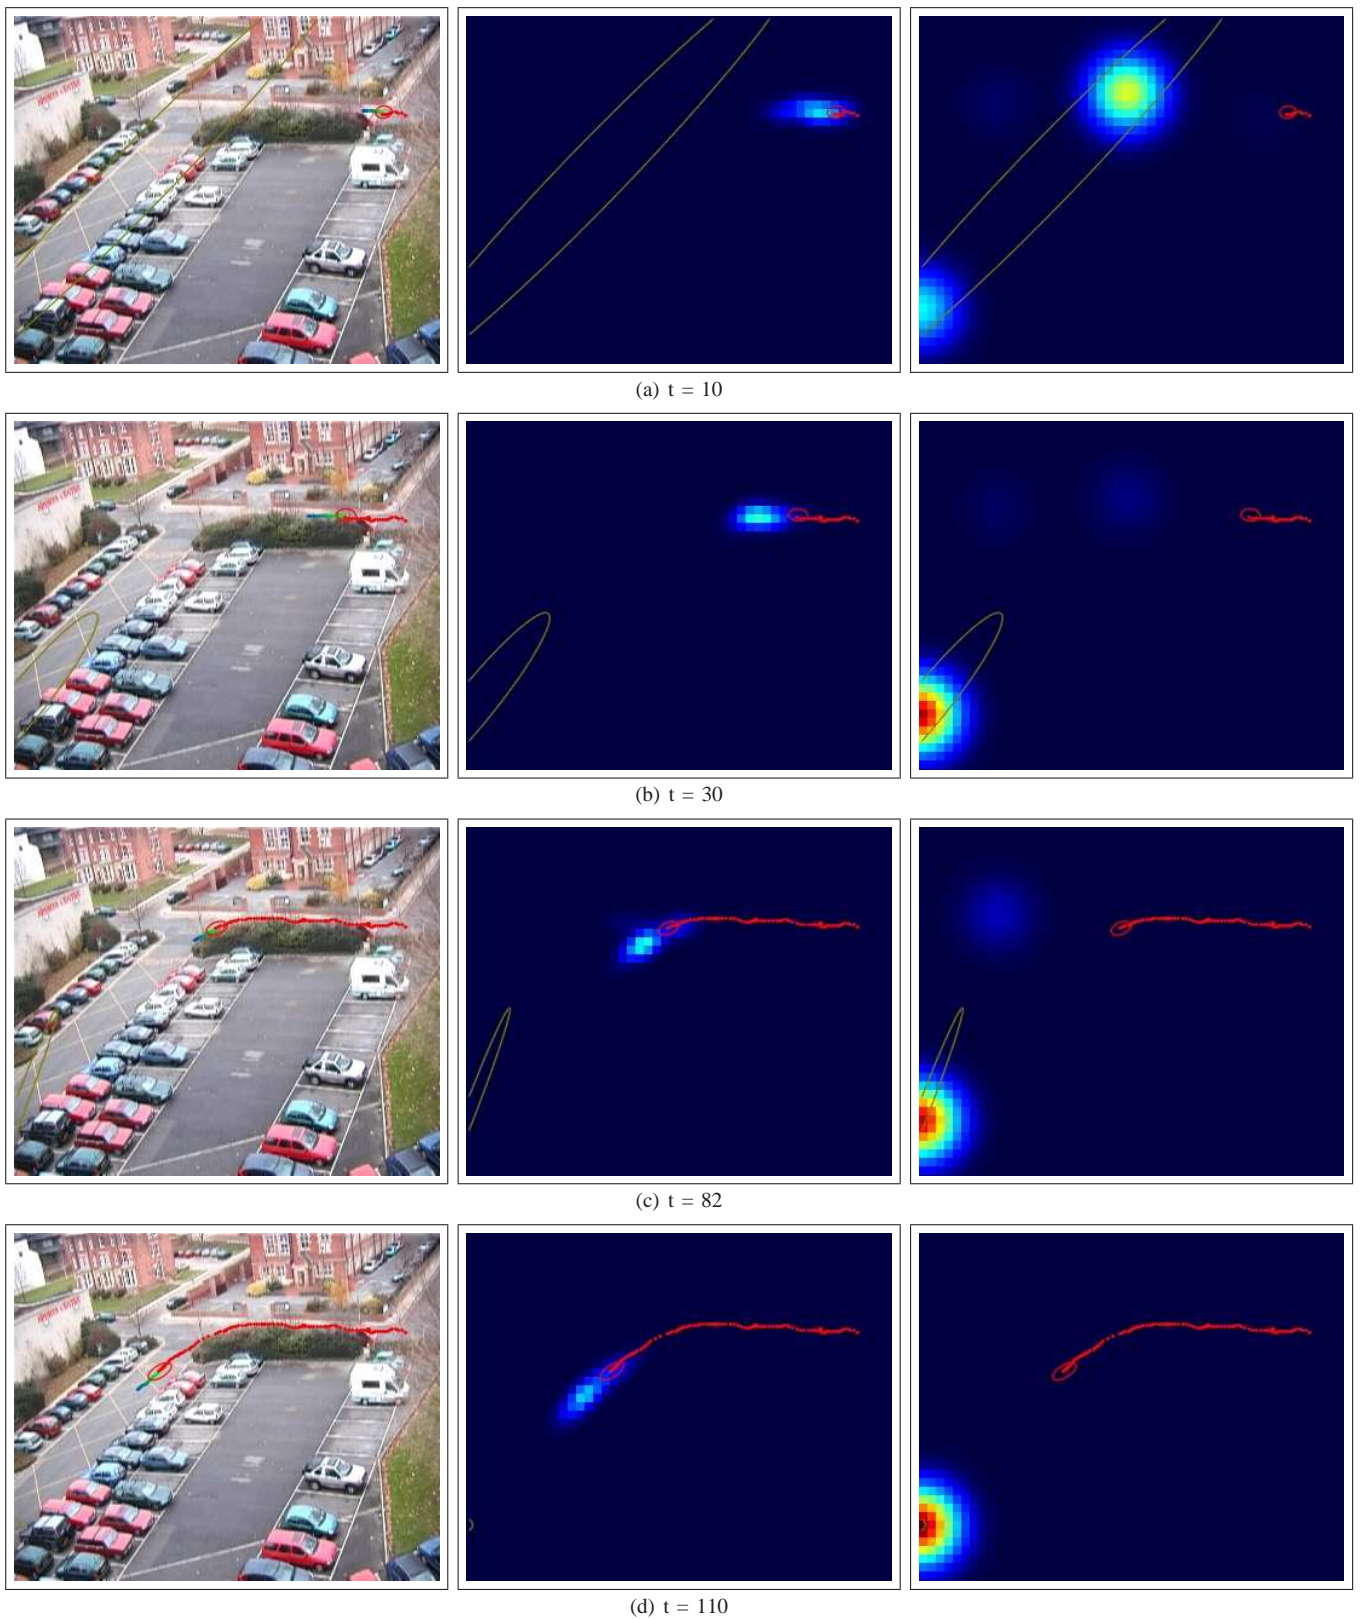 (a) t = 10
(b) t = 30
(c) t = 82
(d) t = 110